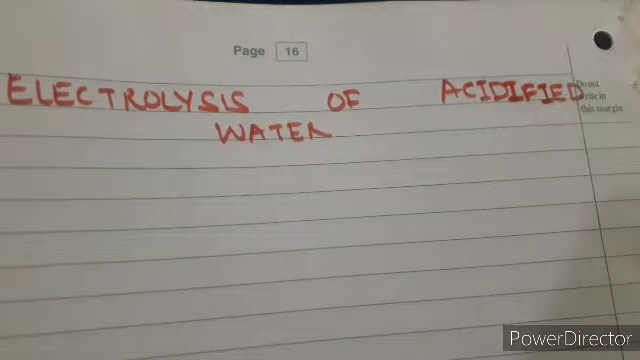 Page 16
ELECTROLYSIS OF ACIDIFIED
WATER
Do not
write in
this margin
PowerDirector